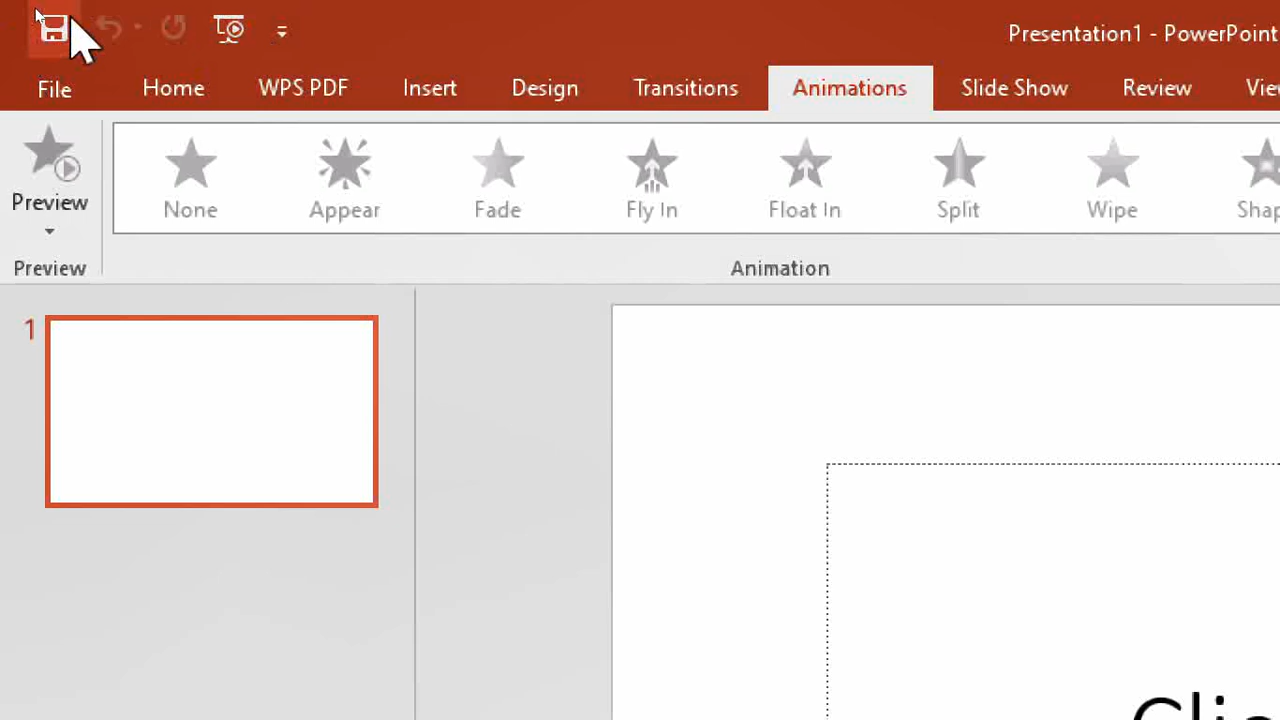 Presentation1 - PowerPoint
File Home WPS PDF Insert Design Transitions Animations Slide Show Review
Preview
None Appear Fade Fly In Float In Split Wipe
Preview Animation
1